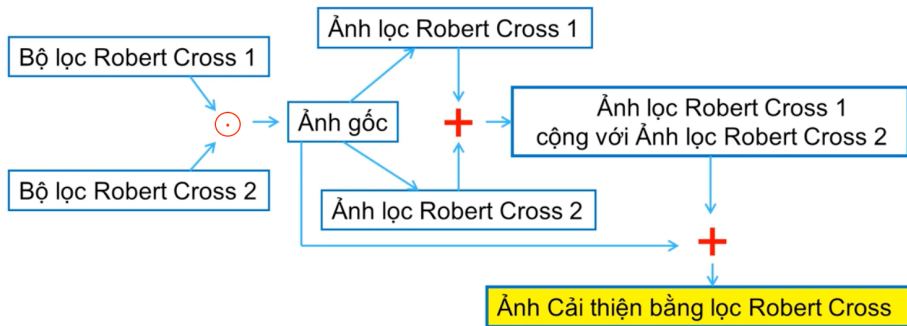 Ảnh lọc Robert Cross 1
Bộ lọc Robert Cross 1
Ảnh gốc
Ảnh lọc Robert Cross 1
cộng với Ảnh lọc Robert Cross 2
Bộ lọc Robert Cross 2
Ảnh lọc Robert Cross 2
Ảnh Cải thiện bằng lọc Robert Cross